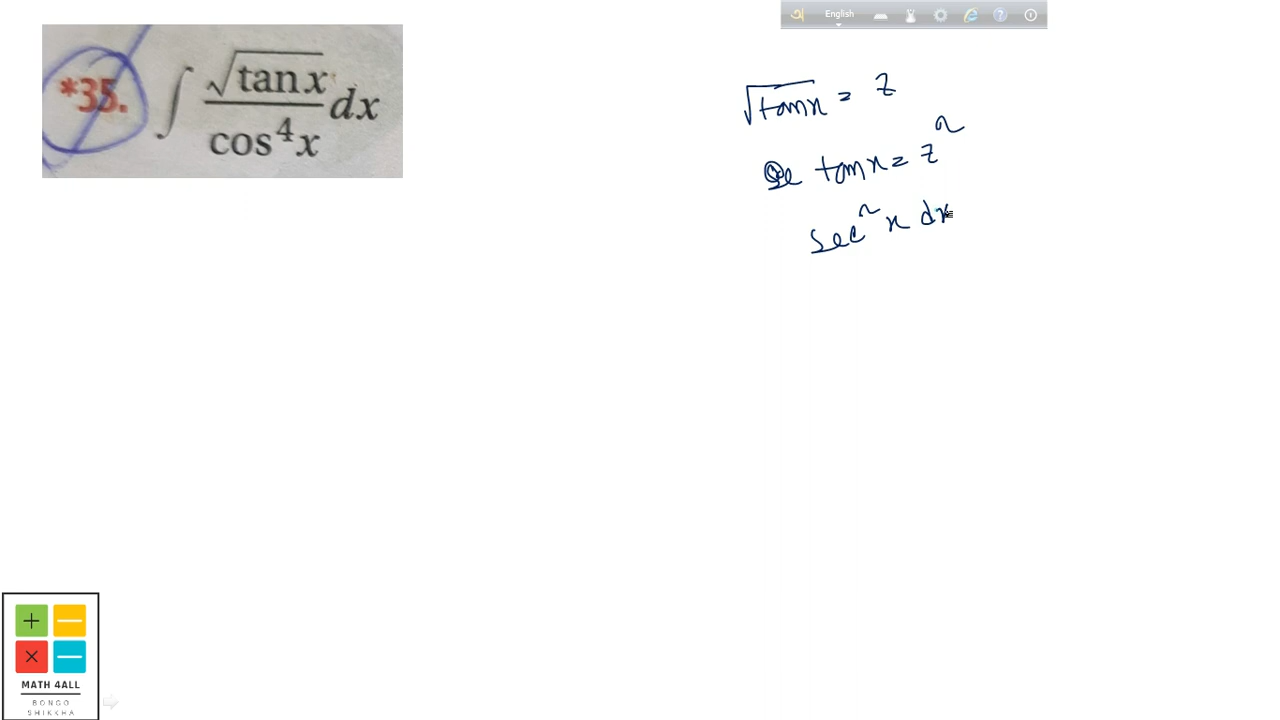 *35. ∫ √tan x / cos⁴x dx
English
√tanx = z
tanx = z²
sec²x dx
MATH 4ALL
BONGO
SHIKKHA